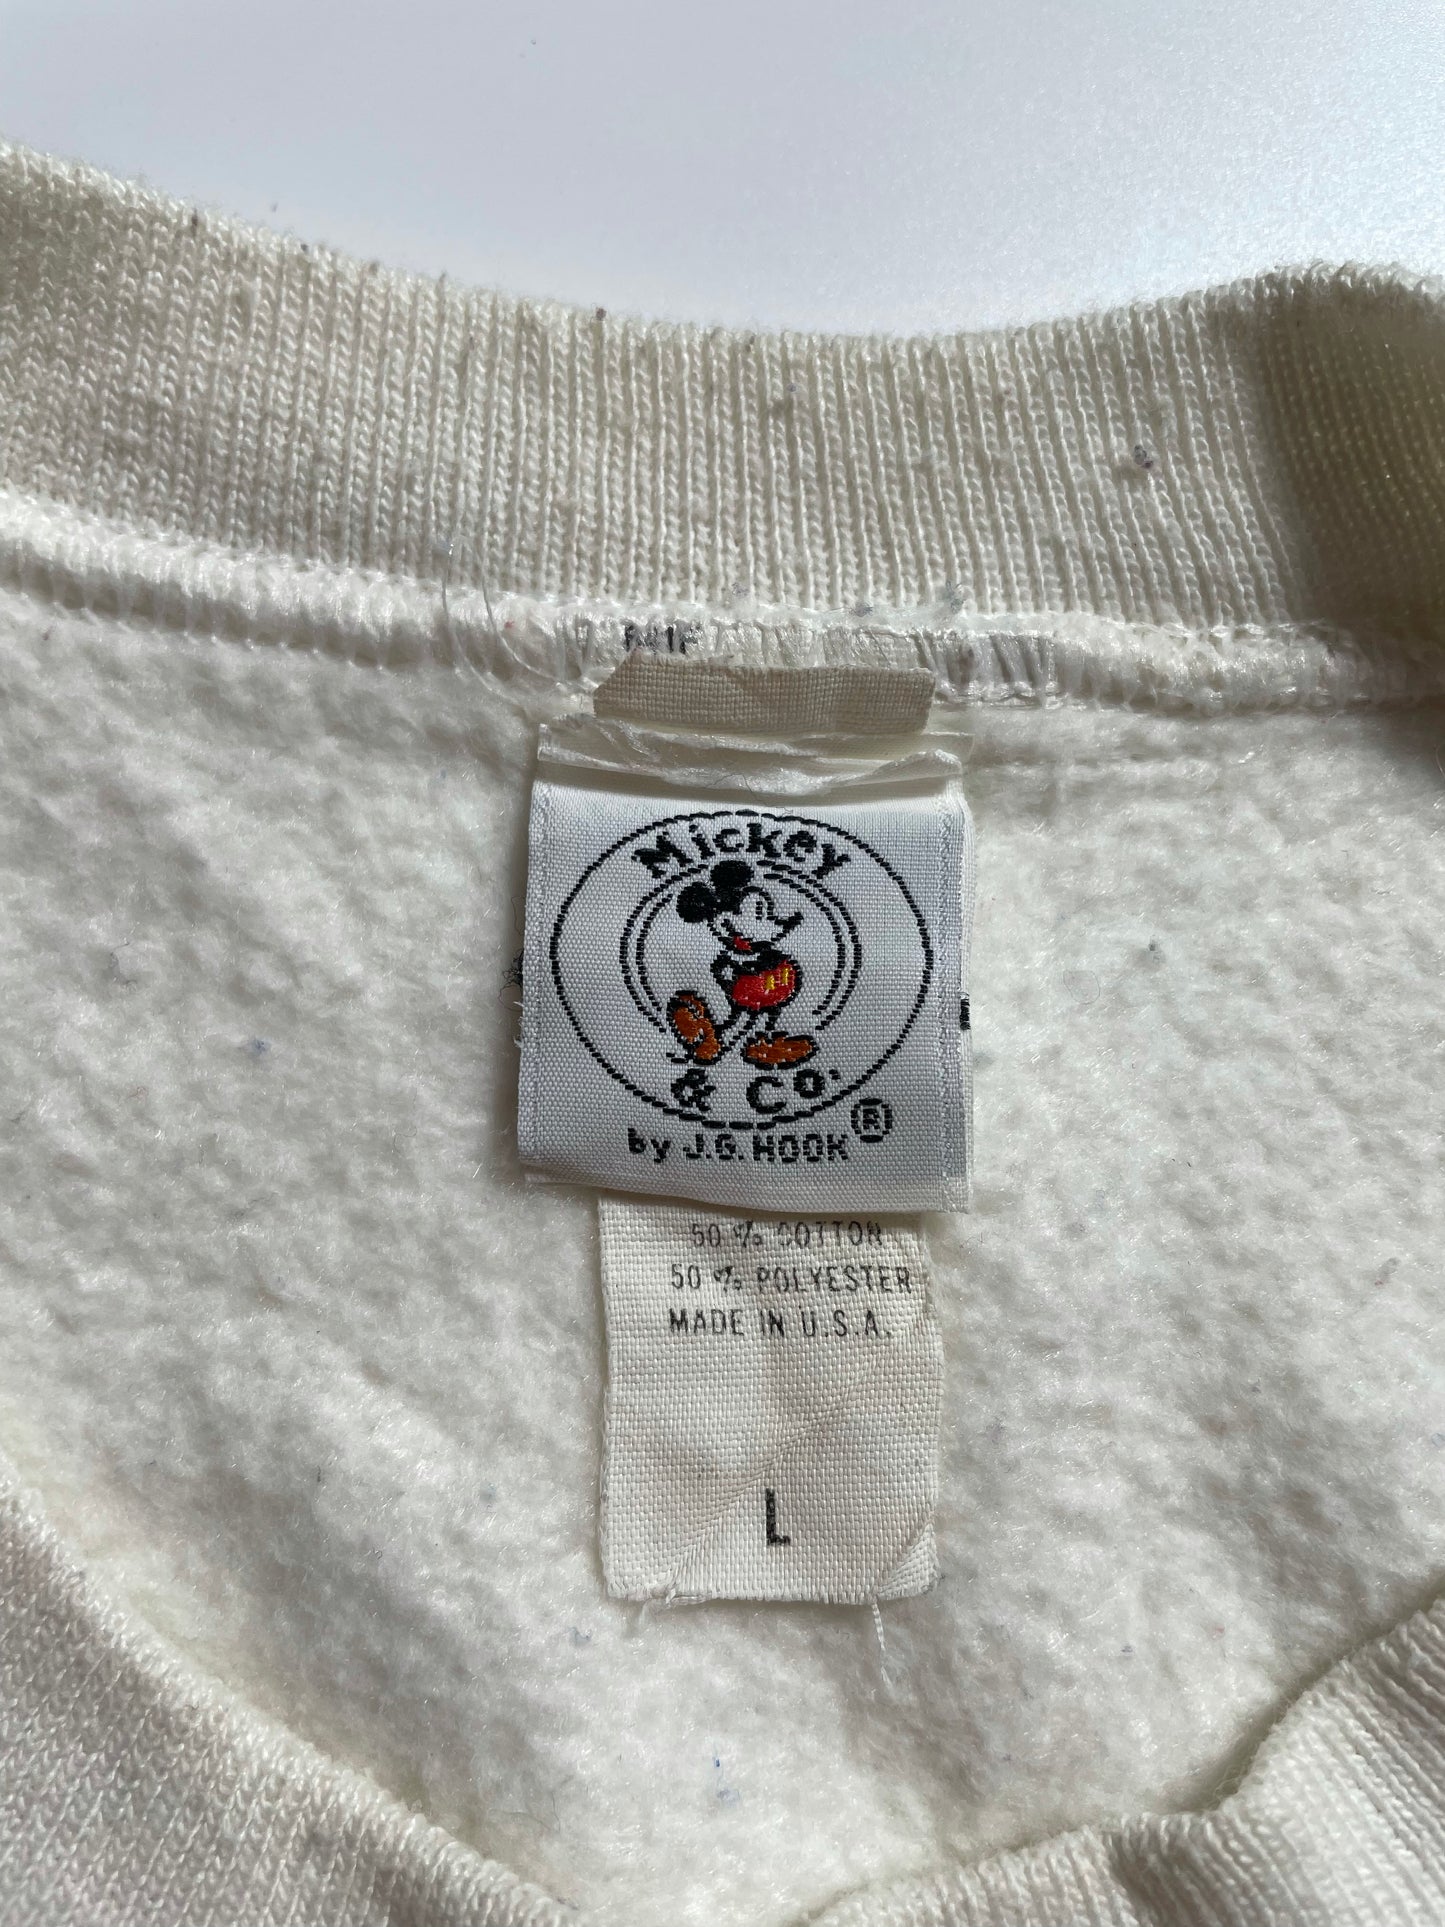 Mickey
& Co.
by J.G. HOOK ®
50 % COTTON
50 % POLYESTER
MADE IN U.S.A.
L